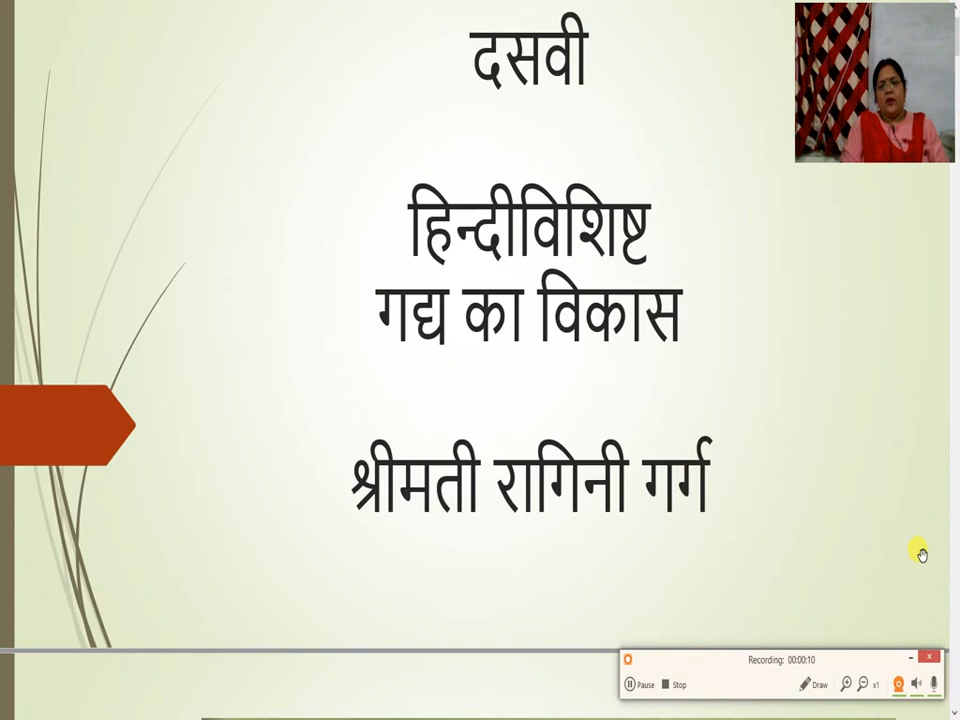 दसवी
हिन्दीविशिष्ट
गद्य का विकास
श्रीमती रागिनी गर्ग
Recording: 00:00:10
Pause Stop Draw x1